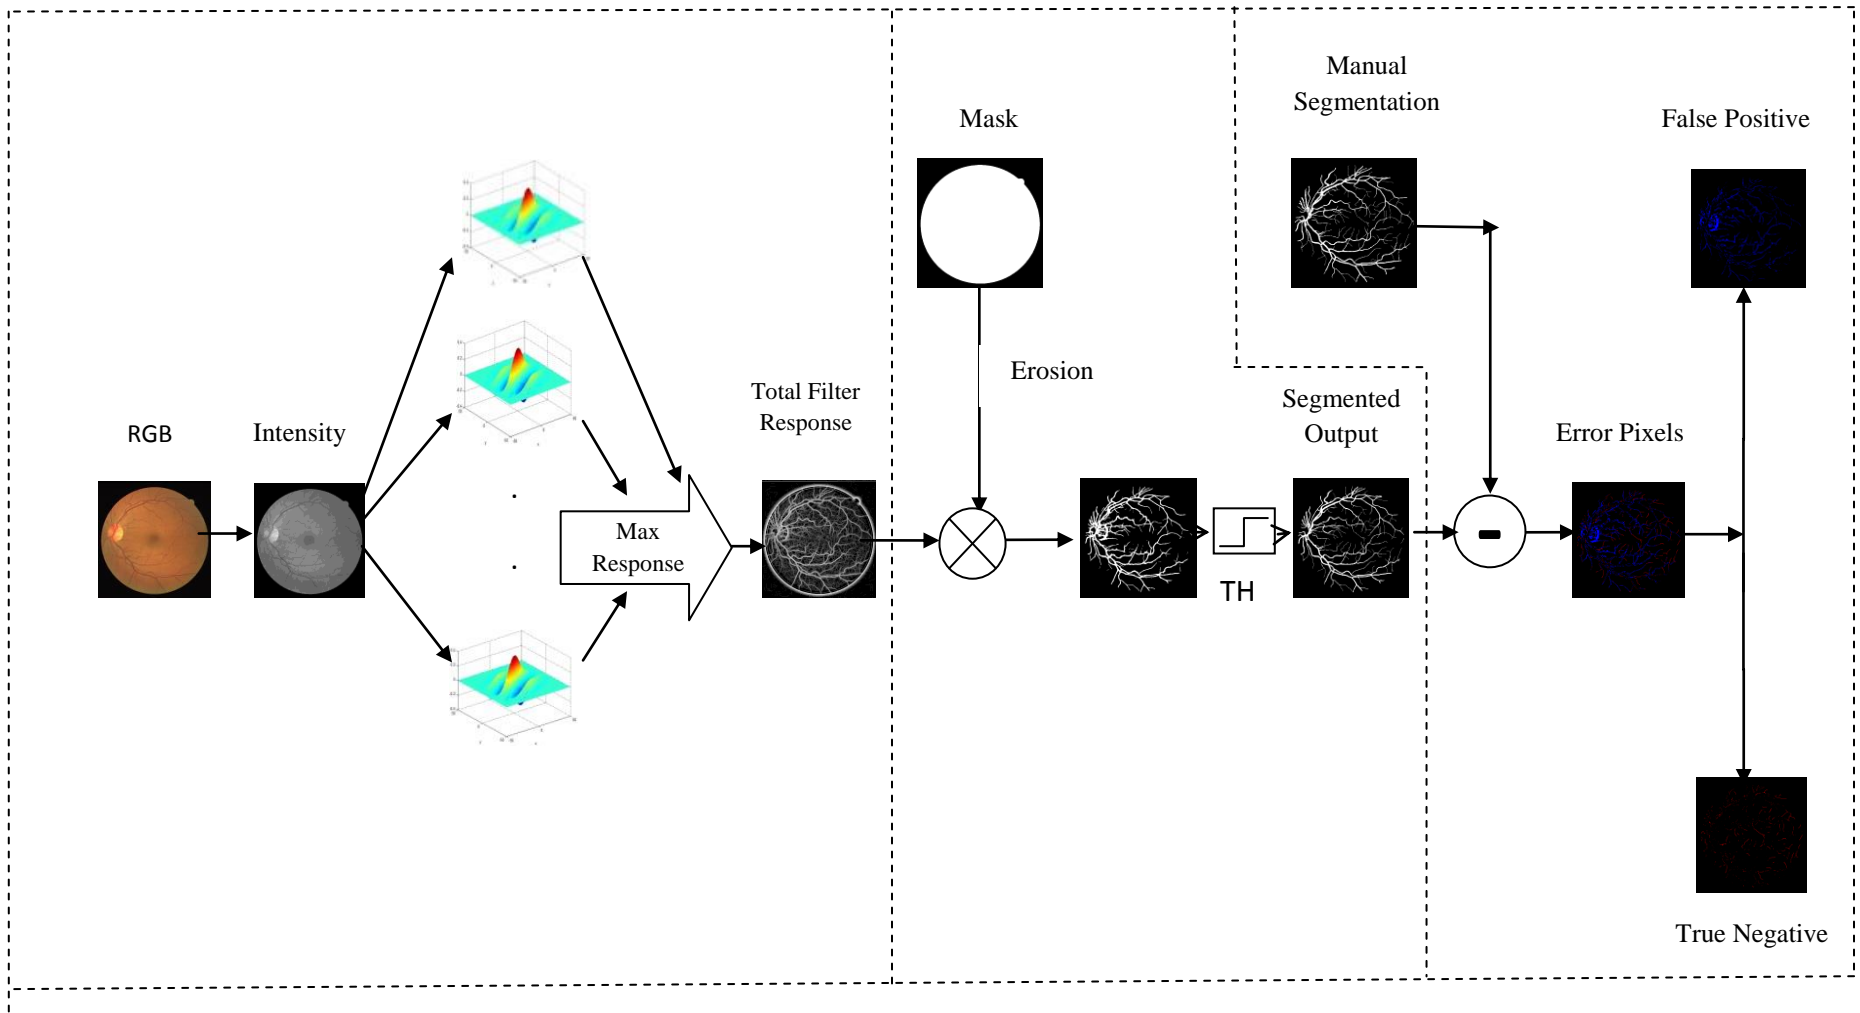 Manual
Segmentation
Mask
False Positive
Erosion
Total Filter
Response
Segmented
Output
RGB
Intensity
Error Pixels
Max
Response
TH
True Negative